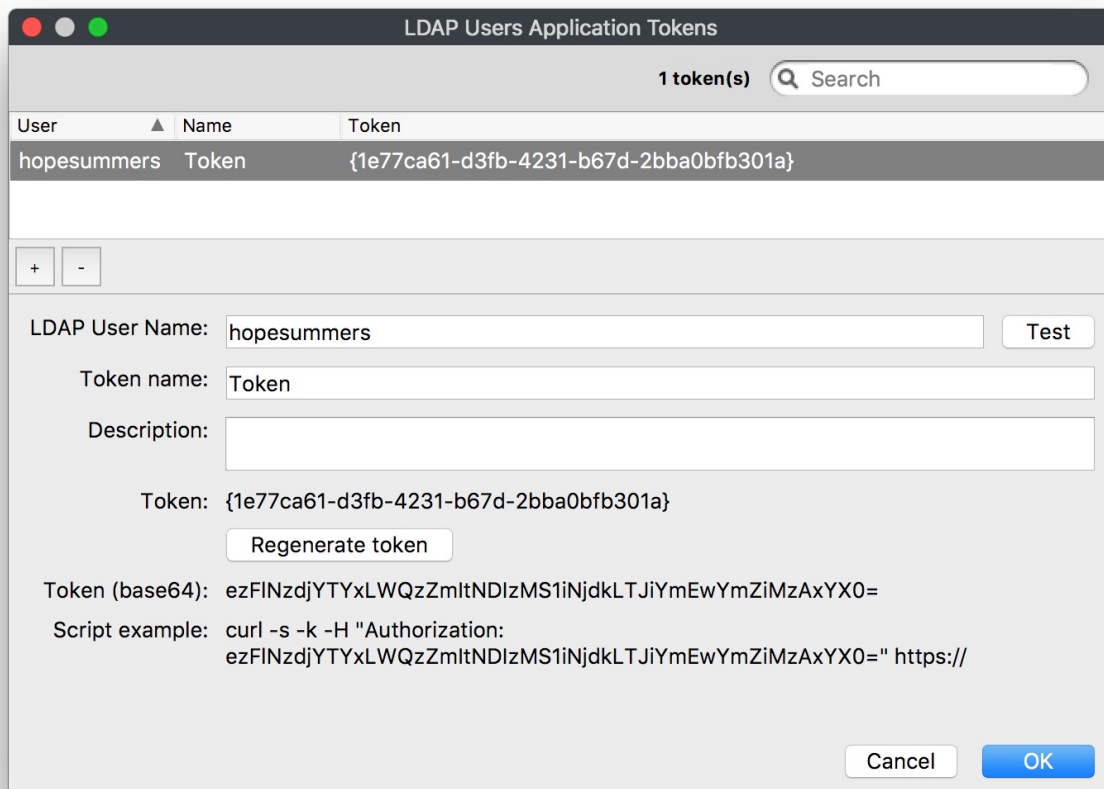 LDAP Users Application Tokens
1 token(s) Search
User Name Token
hopesummers Token {1e77ca61-d3fb-4231-b67d-2bba0bfb301a}
+ -
LDAP User Name: hopesummers Test
Token name: Token
Description:
Token: {1e77ca61-d3fb-4231-b67d-2bba0bfb301a}
Regenerate token
Token (base64): ezFlNzdjYTYxLWQzZmItNDIzMS1iNjdkLTJiYmEwYmZiMzAxYX0=
Script example: curl -s -k -H "Authorization:
ezFlNzdjYTYxLWQzZmItNDIzMS1iNjdkLTJiYmEwYmZiMzAxYX0=" https://
Cancel OK